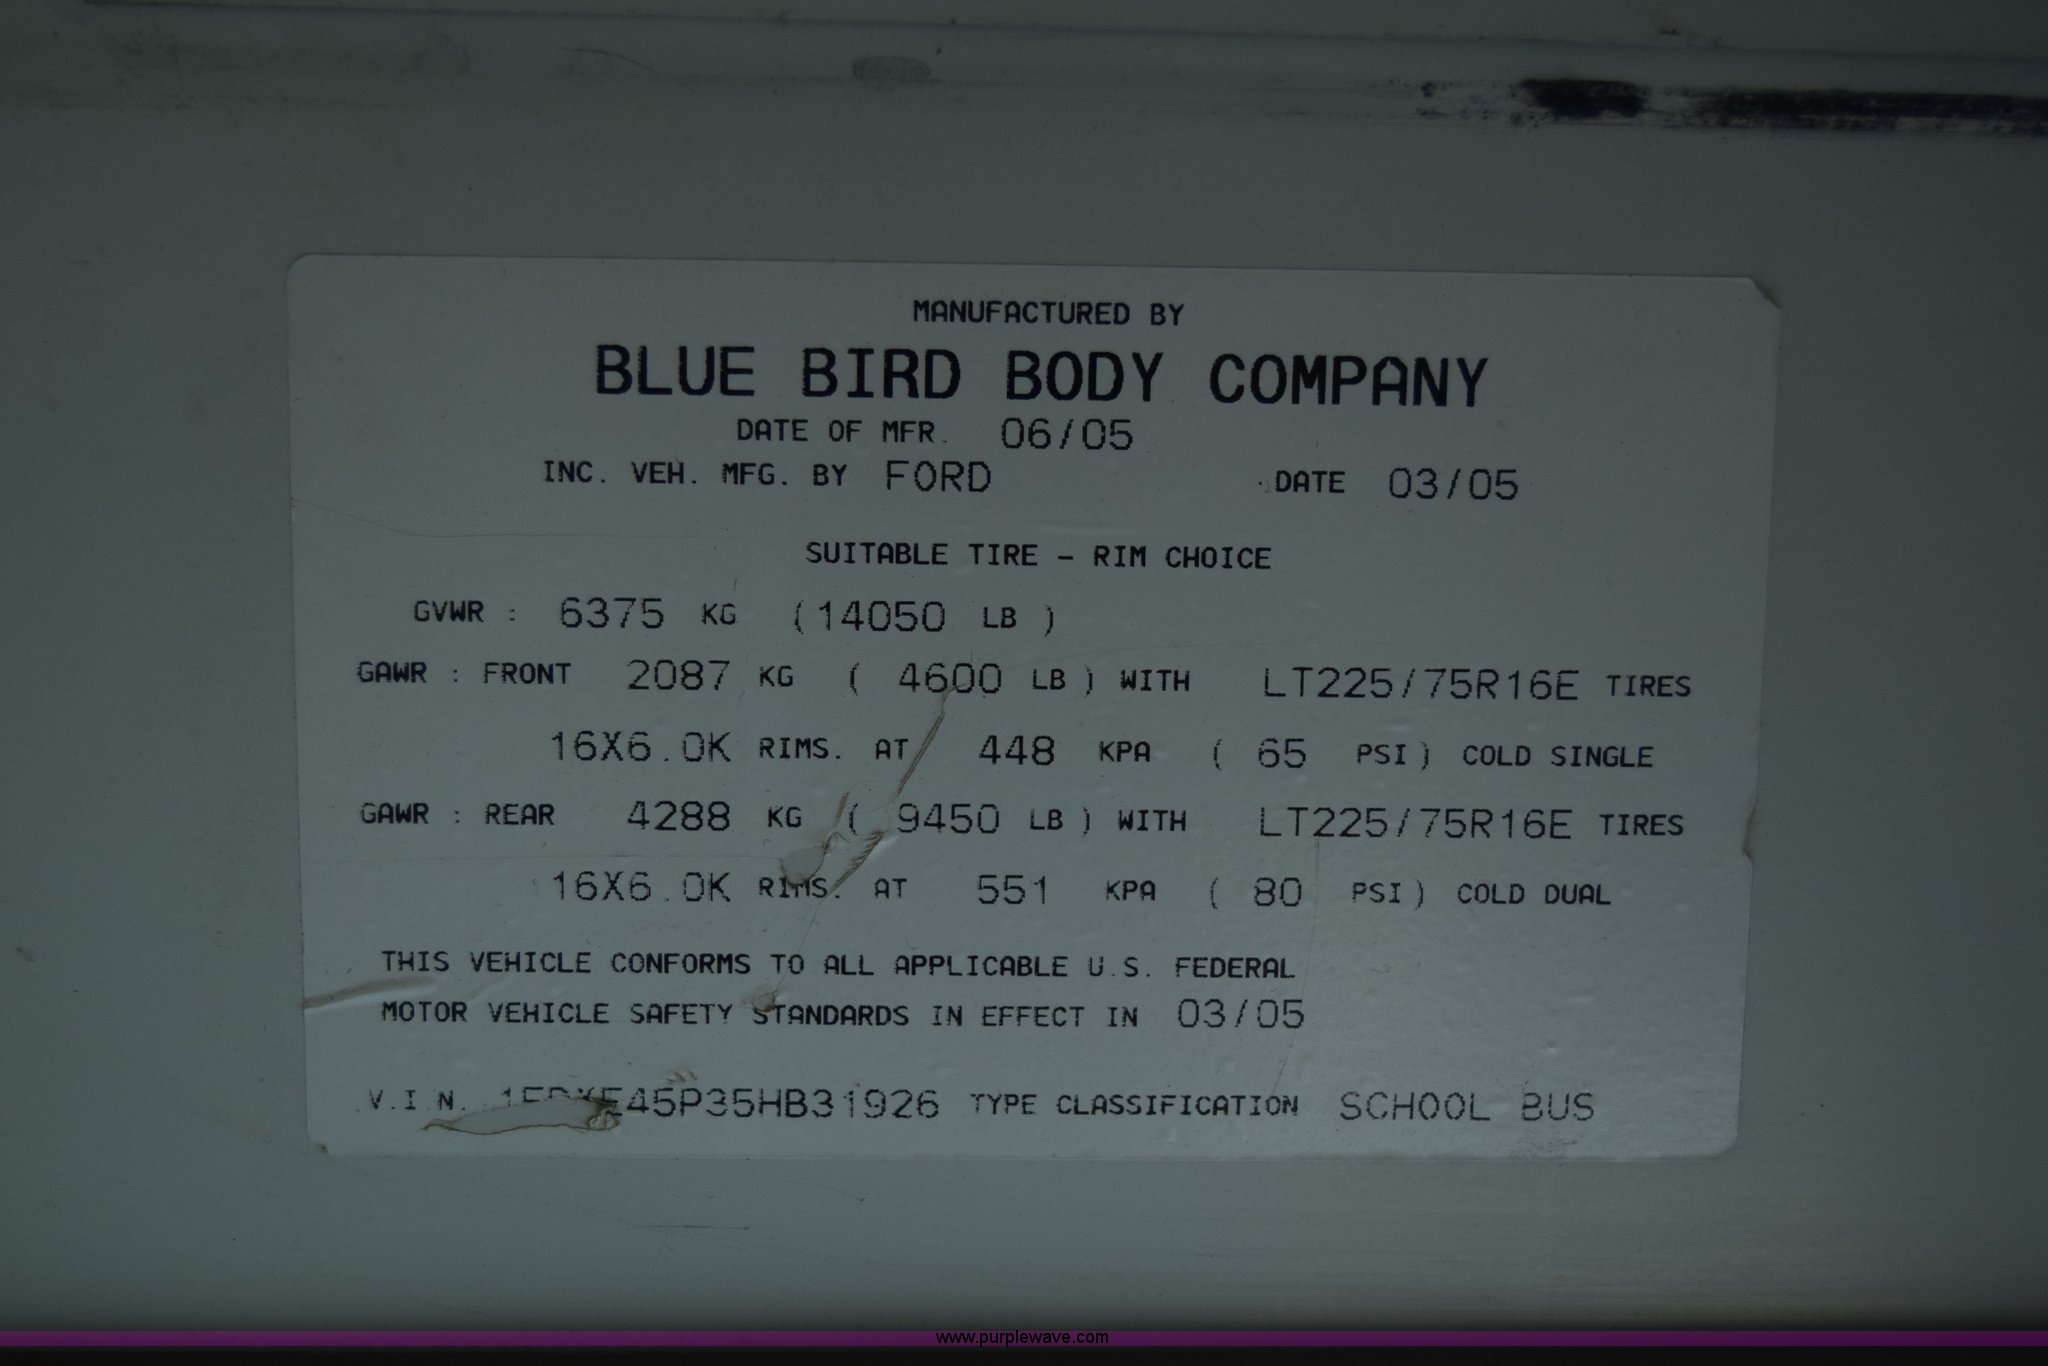 MANUFACTURED BY
BLUE BIRD BODY COMPANY
DATE OF MFR. 06/05
INC. VEH. MFG. BY FORD DATE 03/05
SUITABLE TIRE - RIM CHOICE
GVWR : 6375 KG (14050 LB )
GAWR : FRONT 2087 KG ( 4600 LB ) WITH LT225/75R16E TIRES
16X6.0K RIMS. AT 448 KPA ( 65 PSI ) COLD SINGLE
GAWR : REAR 4288 KG ( 9450 LB ) WITH LT225/75R16E TIRES
16X6.0K RIMS. AT 551 KPA ( 80 PSI ) COLD DUAL
THIS VEHICLE CONFORMS TO ALL APPLICABLE U.S. FEDERAL
MOTOR VEHICLE SAFETY STANDARDS IN EFFECT IN 03/05
V.I.N. 1FDXE45P35HB31926 TYPE CLASSIFICATION SCHOOL BUS
www.purplewave.com